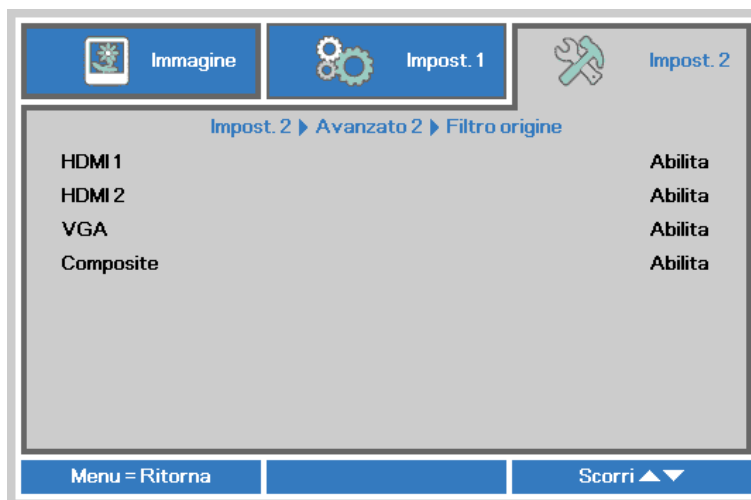 Immagine
Impost. 1
Impost. 2
Impost. 2 ▶ Avanzato 2 ▶ Filtro origine
HDMI 1 Abilita
HDMI 2 Abilita
VGA Abilita
Composite Abilita
Menu = Ritorna
Scorri ▲▼